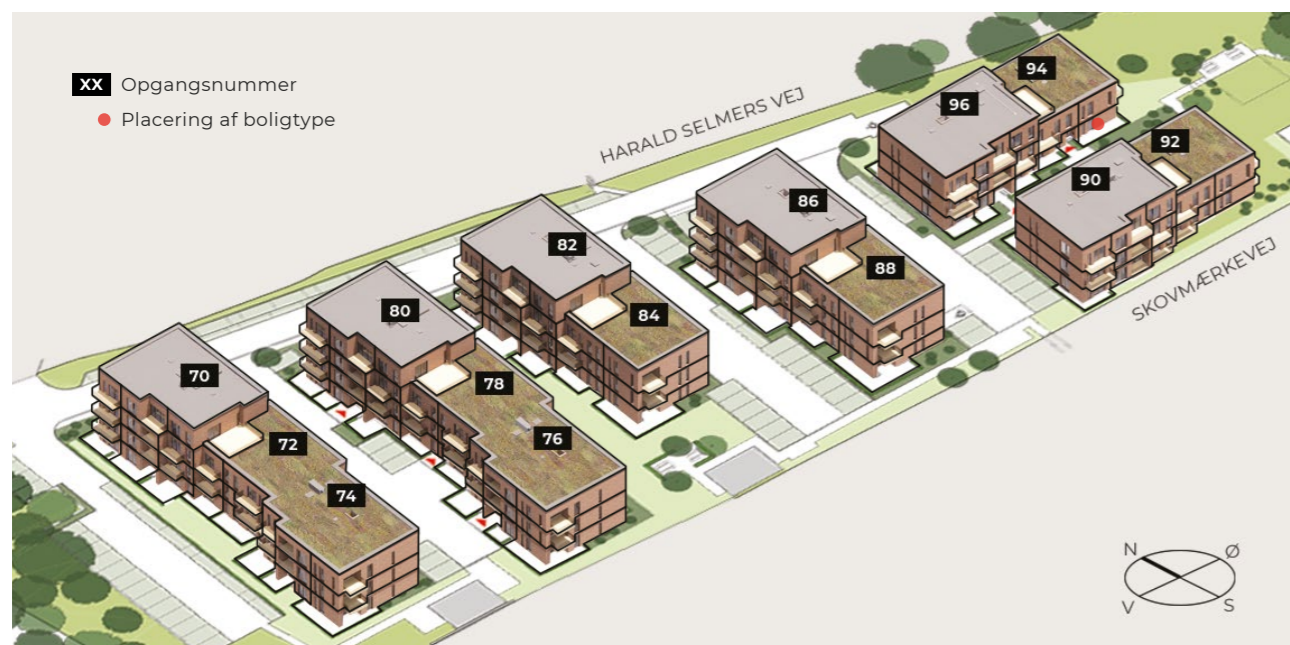 XX Opgangsnummer
Placering af boligtype
HARALD SELMERS VEJ
94
96
92
90
86
82
88
80
84
70
78
72
76
74
SKOVMÆRKEVEJ
N
Ø
V
S